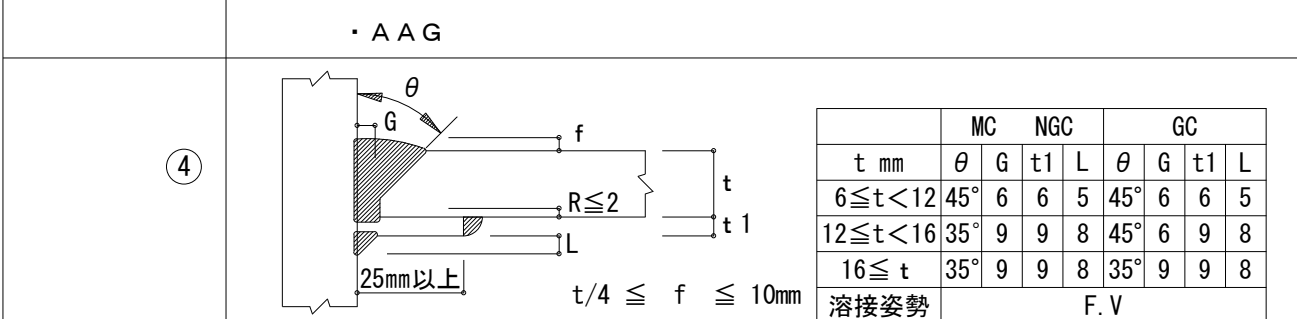 ・AAG
④
θ
G
f
t
R≦2
t1
L
25mm以上
t/4 ≦ f ≦ 10mm
MC NGC GC
t mm θ G t1 L θ G t1 L
6≦t<12 45° 6 6 5 45° 6 6 5
12≦t<16 35° 9 9 8 45° 6 9 8
16≦ t 35° 9 9 8 35° 9 9 8
溶接姿勢 F.V